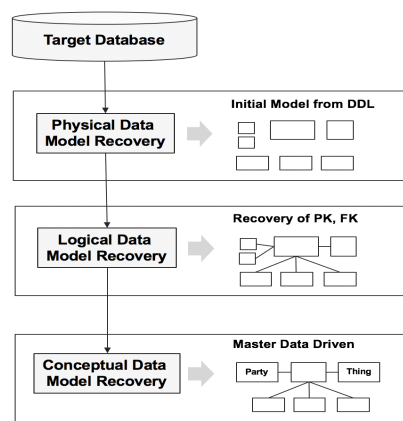 Target Database
Initial Model from DDL
Physical Data
Model Recovery
Recovery of PK, FK
Logical Data
Model Recovery
Master Data Driven
Conceptual Data
Model Recovery
Party
Thing